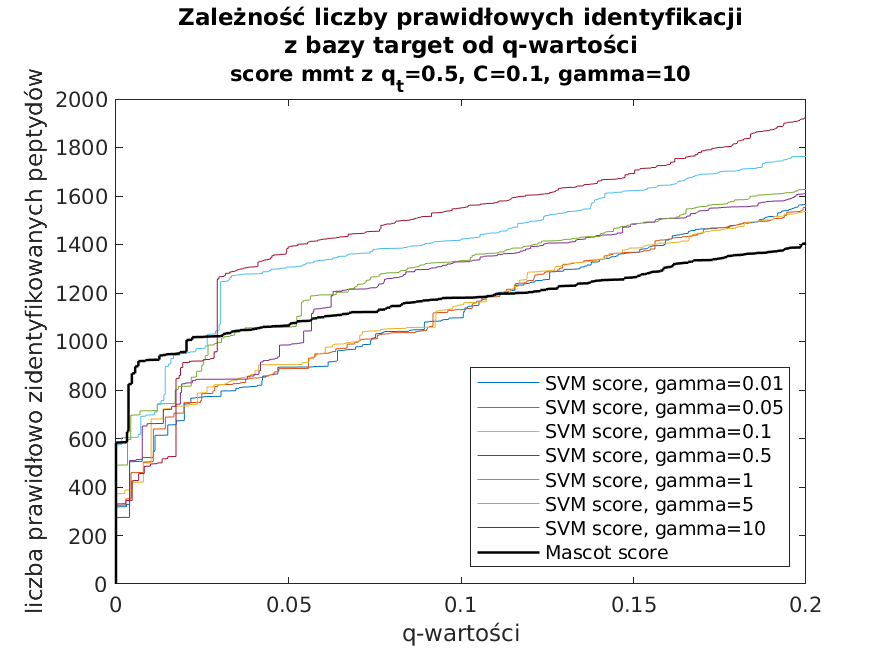 Zależność liczby prawidłowych identyfikacji
z bazy target od q-wartości
score mmt z qt=0.5, C=0.1, gamma=10
liczba prawidłowo zidentyfikowanych peptydów
2000
1800
1600
1400
1200
1000
800
600
400
200
0
SVM score, gamma=0.01
SVM score, gamma=0.05
SVM score, gamma=0.1
SVM score, gamma=0.5
SVM score, gamma=1
SVM score, gamma=5
SVM score, gamma=10
Mascot score
0 0.05 0.1 0.15 0.2
q-wartości